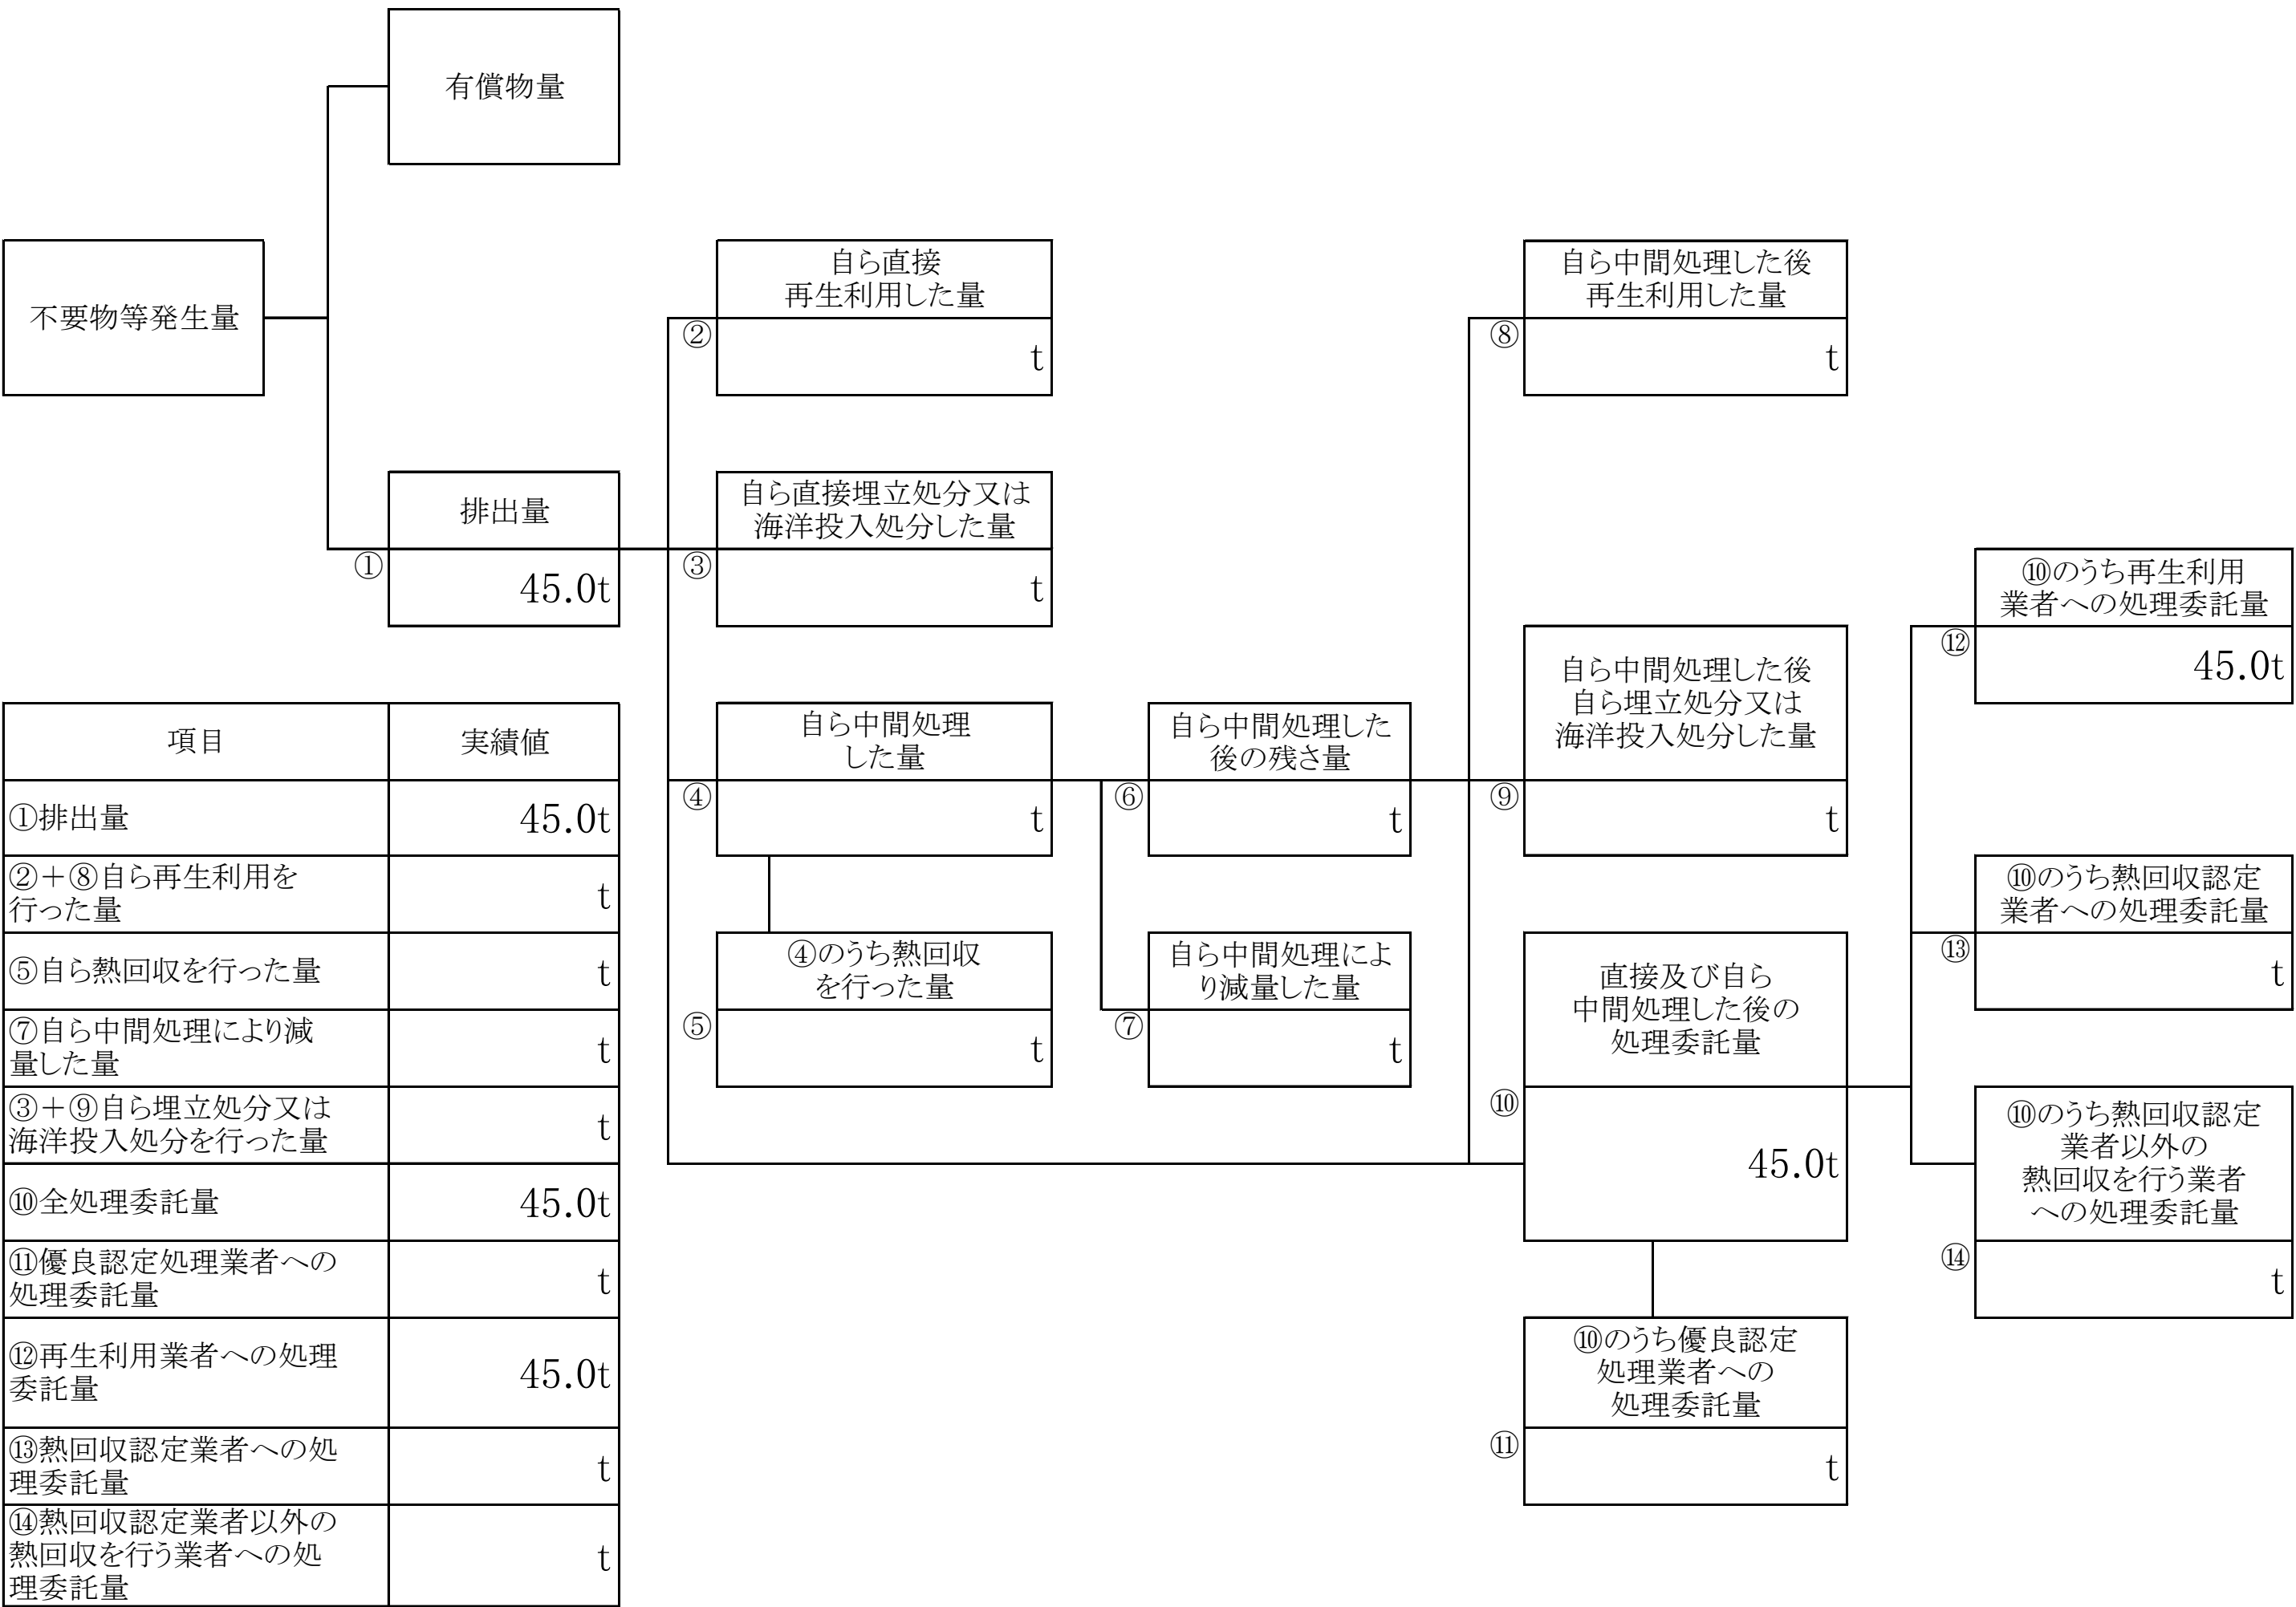 有償物量
不要物等発生量
自ら直接
再生利用した量
②
t
自ら中間処理した後
再生利用した量
⑧
t
排出量
①
45.0t
自ら直接埋立処分又は
海洋投入処分した量
③
t
⑩のうち再生利用
業者への処理委託量
⑫
45.0t
自ら中間処理
した量
④
t
自ら中間処理した
後の残さ量
⑥
t
自ら中間処理した後
自ら埋立処分又は
海洋投入処分した量
⑨
t
⑩のうち熱回収認定
業者への処理委託量
⑬
t
④のうち熱回収
を行った量
⑤
t
自ら中間処理によ
り減量した量
⑦
t
直接及び自ら
中間処理した後の
処理委託量
⑩
45.0t
⑩のうち熱回収認定
業者以外の
熱回収を行う業者
への処理委託量
⑭
t
⑩のうち優良認定
処理業者への
処理委託量
⑪
t
項目 実績値
①排出量 45.0t
②＋⑧自ら再生利用を
行った量
t
⑤自ら熱回収を行った量 t
⑦自ら中間処理により減
量した量
t
③＋⑨自ら埋立処分又は
海洋投入処分を行った量
t
⑩全処理委託量 45.0t
⑪優良認定処理業者への
処理委託量
t
⑫再生利用業者への処理
委託量
45.0t
⑬熱回収認定業者への処
理委託量
t
⑭熱回収認定業者以外の
熱回収を行う業者への処
理委託量
t